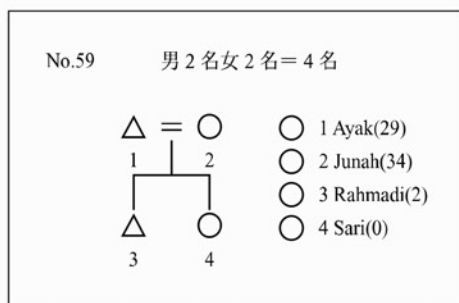 No.59 男2名女2名＝4名
1 2
3 4
1 Ayak(29)
2 Junah(34)
3 Rahmadi(2)
4 Sari(0)